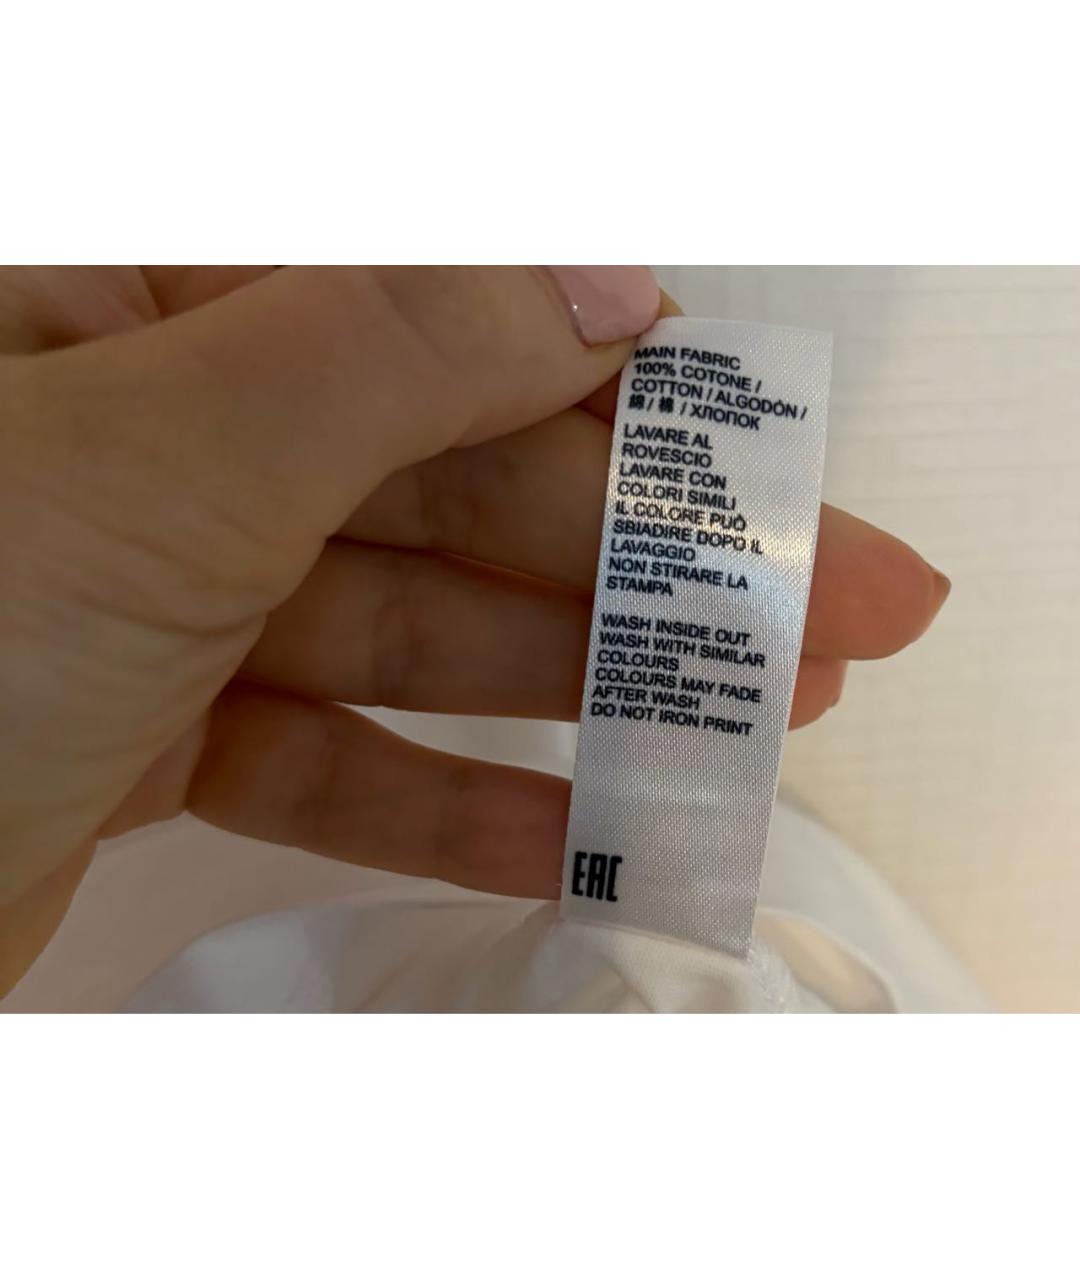 MAIN FABRIC
100% COTONE /
COTTON / ALGODÓN /
綿 / 棉 / ХЛОПОК
LAVARE AL
ROVESCIO
LAVARE CON
COLORI SIMILI
IL COLORE PUÒ
SBIADIRE DOPO IL
LAVAGGIO
NON STIRARE LA
STAMPA
WASH INSIDE OUT
WASH WITH SIMILAR
COLOURS
COLOURS MAY FADE
AFTER WASH
DO NOT IRON PRINT
EAC